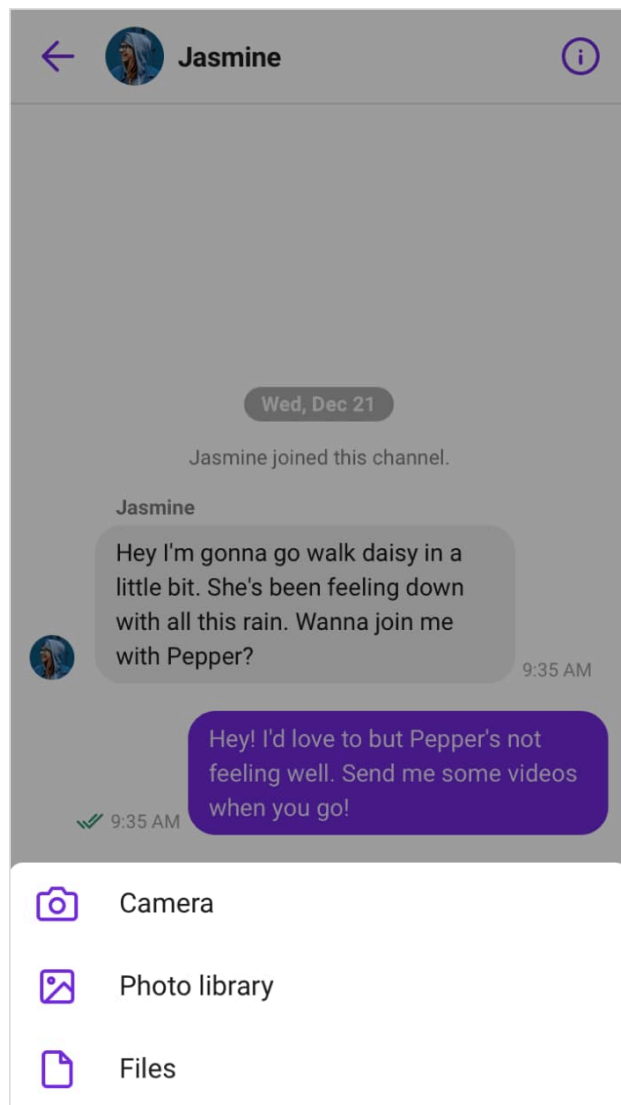 Jasmine
Wed, Dec 21
Jasmine joined this channel.
Jasmine
Hey I'm gonna go walk daisy in a
little bit. She's been feeling down
with all this rain. Wanna join me
with Pepper?
9:35 AM
Hey! I'd love to but Pepper's not
feeling well. Send me some videos
when you go!
9:35 AM
Camera
Photo library
Files